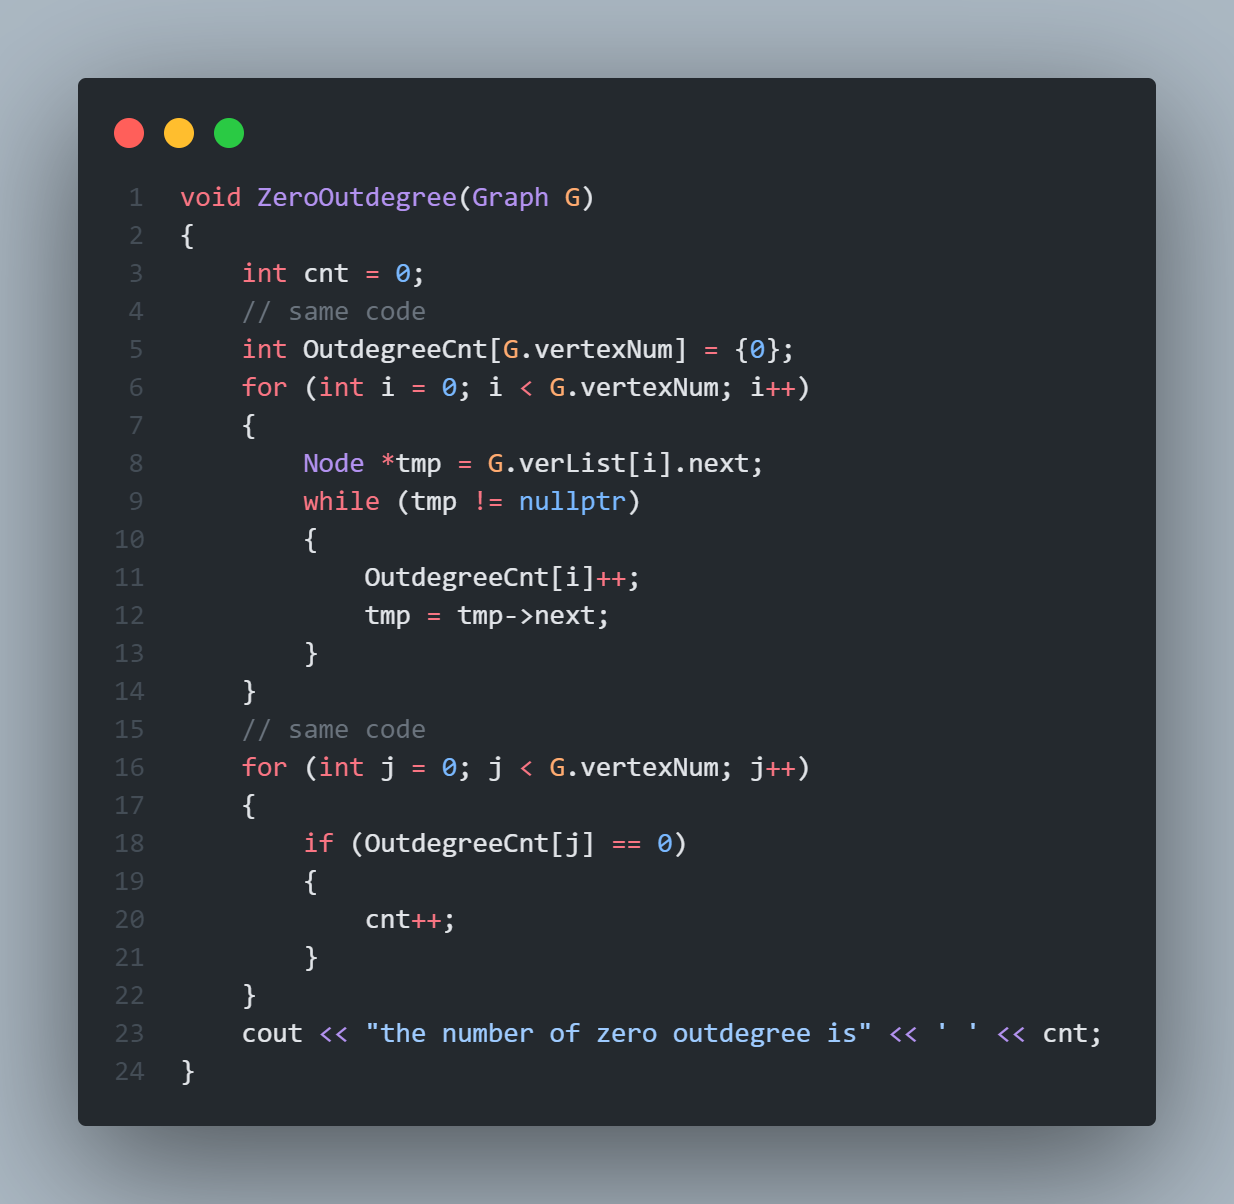 1 void ZeroOutdegree(Graph G)
2 {
3     int cnt = 0;
4     // same code
5     int OutdegreeCnt[G.vertexNum] = {0};
6     for (int i = 0; i < G.vertexNum; i++)
7     {
8         Node *tmp = G.verList[i].next;
9         while (tmp != nullptr)
10         {
11             OutdegreeCnt[i]++;
12             tmp = tmp->next;
13         }
14     }
15     // same code
16     for (int j = 0; j < G.vertexNum; j++)
17     {
18         if (OutdegreeCnt[j] == 0)
19         {
20             cnt++;
21         }
22     }
23     cout << "the number of zero outdegree is" << ' ' << cnt;
24 }